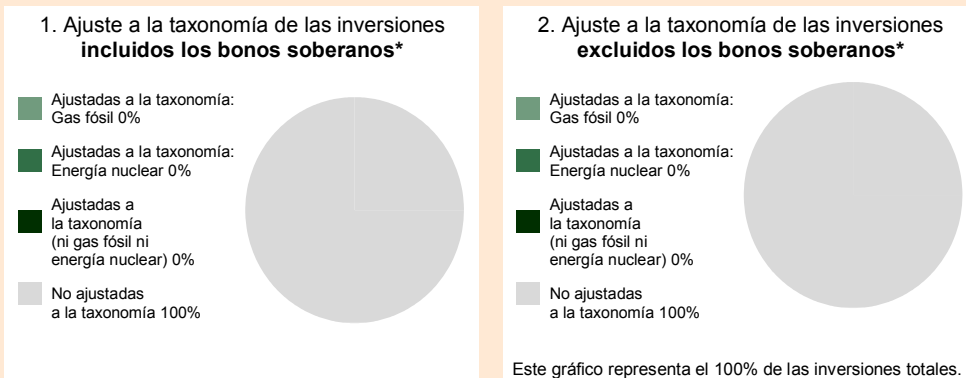 1. Ajuste a la taxonomía de las inversiones
incluidos los bonos soberanos*
Ajustadas a la taxonomía:
Gas fósil 0%
Ajustadas a la taxonomía:
Energía nuclear 0%
Ajustadas a
la taxonomía
(ni gas fósil ni
energía nuclear) 0%
No ajustadas
a la taxonomía 100%
2. Ajuste a la taxonomía de las inversiones
excluidos los bonos soberanos*
Ajustadas a la taxonomía:
Gas fósil 0%
Ajustadas a la taxonomía:
Energía nuclear 0%
Ajustadas a
la taxonomía
(ni gas fósil ni
energía nuclear) 0%
No ajustadas
a la taxonomía 100%
Este gráfico representa el 100% de las inversiones totales.